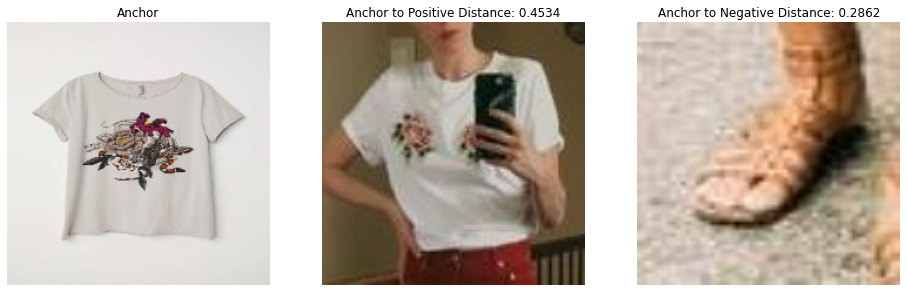 Anchor
Anchor to Positive Distance: 0.4534
Anchor to Negative Distance: 0.2862